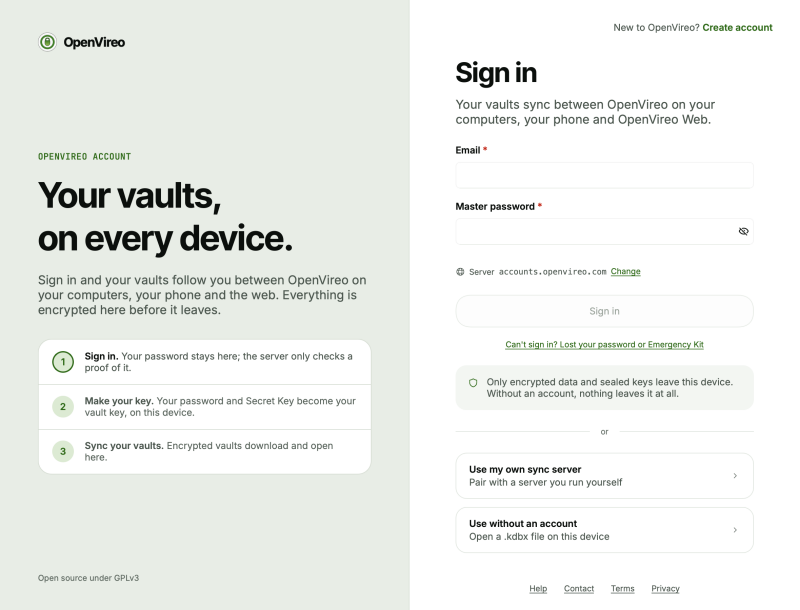 OpenVireo
OPENVIREO ACCOUNT
Your vaults,
on every device.
Sign in and your vaults follow you between OpenVireo on
your computers, your phone and the web. Everything is
encrypted here before it leaves.
1
Sign in. Your password stays here; the server only checks a
proof of it.
2
Make your key. Your password and Secret Key become your
vault key, on this device.
3
Sync your vaults. Encrypted vaults download and open
here.
Open source under GPLv3
New to OpenVireo? Create account
Sign in
Your vaults sync between OpenVireo on your
computers, your phone and OpenVireo Web.
Email *
Master password *
Server accounts.openvireo.com Change
Sign in
Can't sign in? Lost your password or Emergency Kit
Only encrypted data and sealed keys leave this device.
Without an account, nothing leaves it at all.
or
Use my own sync server
Pair with a server you run yourself
Use without an account
Open a .kdbx file on this device
Help Contact Terms Privacy